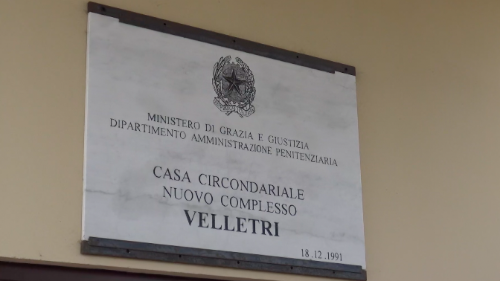 MINISTERO DI GRAZIA E GIUSTIZIA
DIPARTIMENTO AMMINISTRAZIONE PENITENZIARIA
CASA CIRCONDARIALE
NUOVO COMPLESSO
VELLETRI
18.12.1991